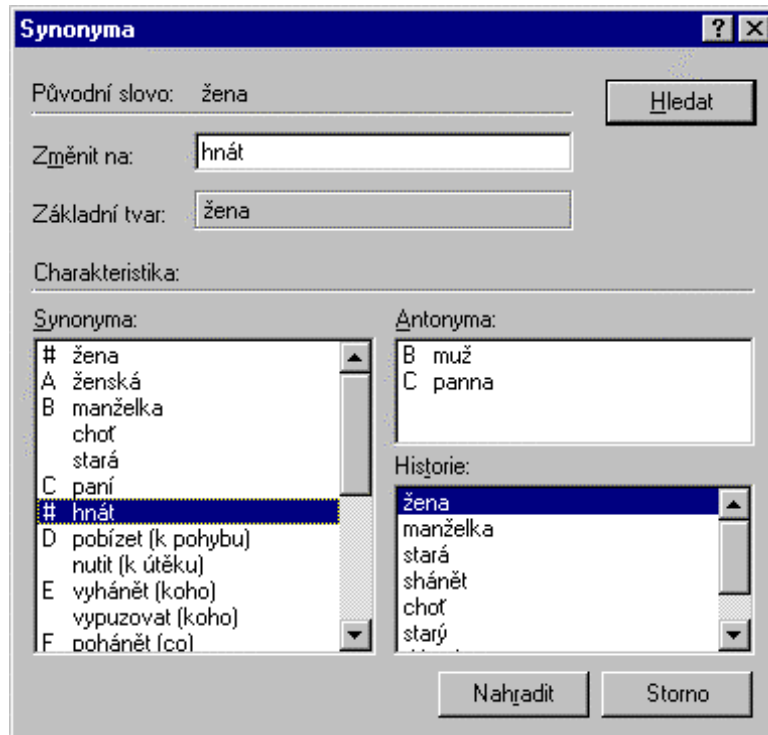 Synonyma
Původní slovo: žena
Hledat
Změnit na: hnát
Základní tvar: žena
Charakteristika:
Synonyma:
# žena
A ženská
B manželka
choť
stará
C paní
# hnát
D pobízet (k pohybu)
nutit (k útěku)
E vyhánět (koho)
vypuzovat (koho)
F pohánět (co)
Antonyma:
B muž
C panna
Historie:
žena
manželka
stará
shánět
choť
starý
Nahradit
Storno